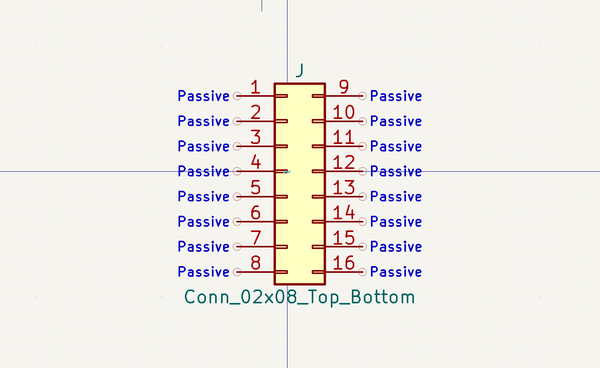 J
Passive 1 9 Passive
Passive 2 10 Passive
Passive 3 11 Passive
Passive 4 12 Passive
Passive 5 13 Passive
Passive 6 14 Passive
Passive 7 15 Passive
Passive 8 16 Passive
Conn_02x08_Top_Bottom